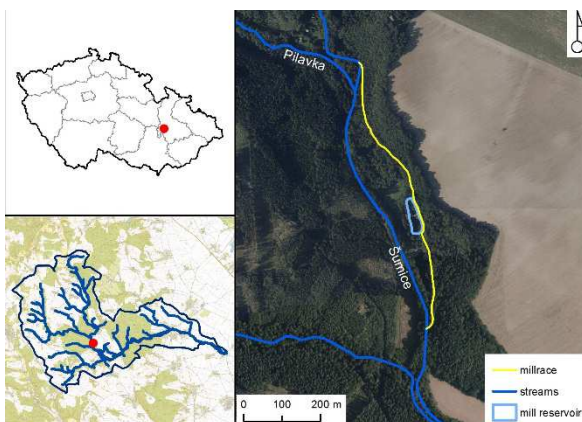 Pilavka
Šumice
millrace
streams
mill reservoir
0 100 200 m